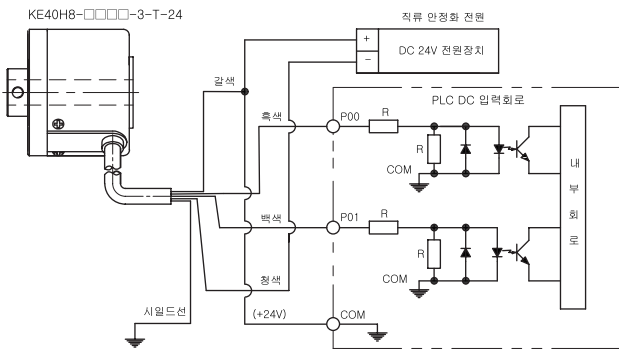 KE40H8-□□□□-3-T-24
직류 안정화 전원
+
DC 24V 전원장치
−
갈색
PLC DC 입력회로
흑색
P00
R
R
COM
내부회로
백색
P01
R
R
COM
청색
시일드선
(+24V)
COM